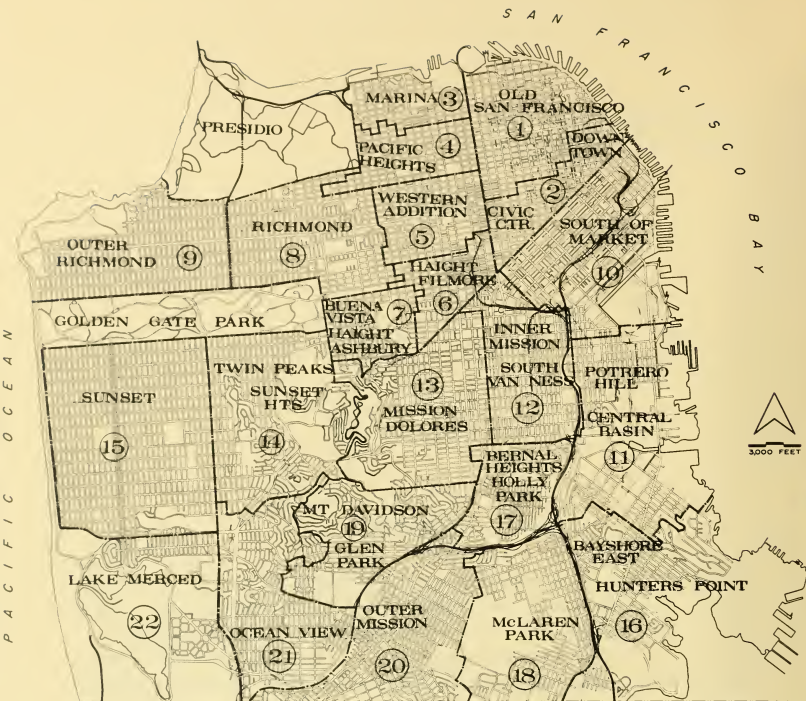 SAN FRANCISCO BAY
PACIFIC OCEAN
MARINA 3
OLD
SAN FRANCISCO
1
PRESIDIO
DOWN
TOWN
PACIFIC
HEIGHTS
4
2
WESTERN
ADDITION
5
CIVIC
CTR.
SOUTH OF
MARKET
10
RICHMOND
8
OUTER
RICHMOND
9
HAIGHT
FILMORE
6
BUENA
VISTA
7
HAIGHT
ASHBURY
GOLDEN GATE PARK
INNER
MISSION
SOUTH
VAN NESS
12
TWIN PEAKS
SUNSET
HTS.
14
13
MISSION
DOLORES
POTRERO
HILL
CENTRAL
BASIN
11
SUNSET
15
3,000 FEET
BERNAL
HEIGHTS
HOLLY
PARK
17
MT DAVIDSON
19
GLEN
PARK
BAYSHORE
EAST
HUNTERS POINT
16
LAKE MERCED
22
OUTER
MISSION
20
OCEAN VIEW
21
McLAREN
PARK
18